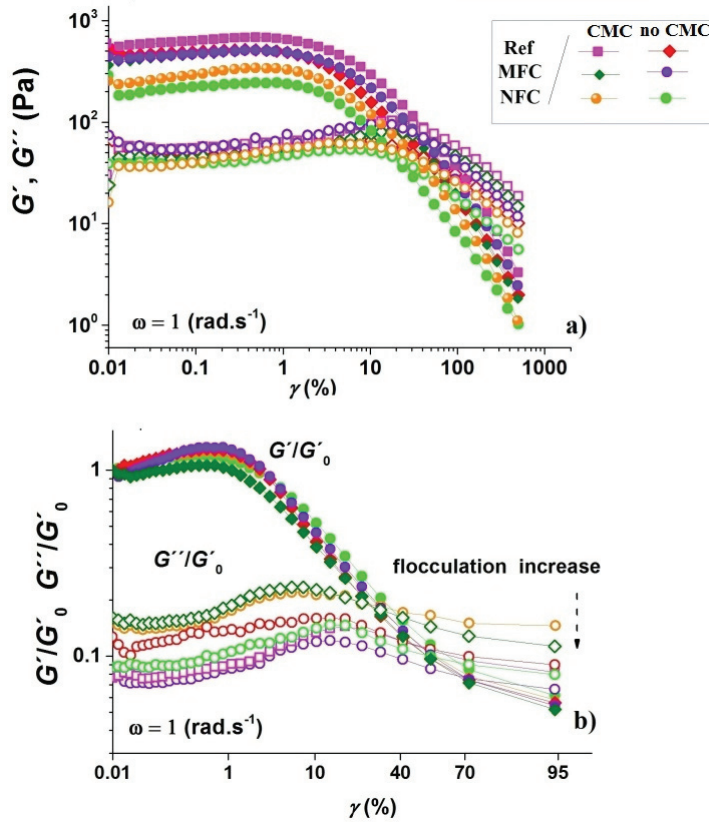 CMC no CMC
Ref
MFC
NFC
G′, G′′ (Pa)
10³
10²
10¹
10⁰
ω = 1 (rad.s⁻¹)
a)
0.01 0.1 1 10 100 1000
γ (%)
G′/G′₀
G′′/G′₀
flocculation increase
G′/G′₀ G′′/G′₀
1
0.1
ω = 1 (rad.s⁻¹)
b)
0.01 1 10 40 70 95
γ (%)